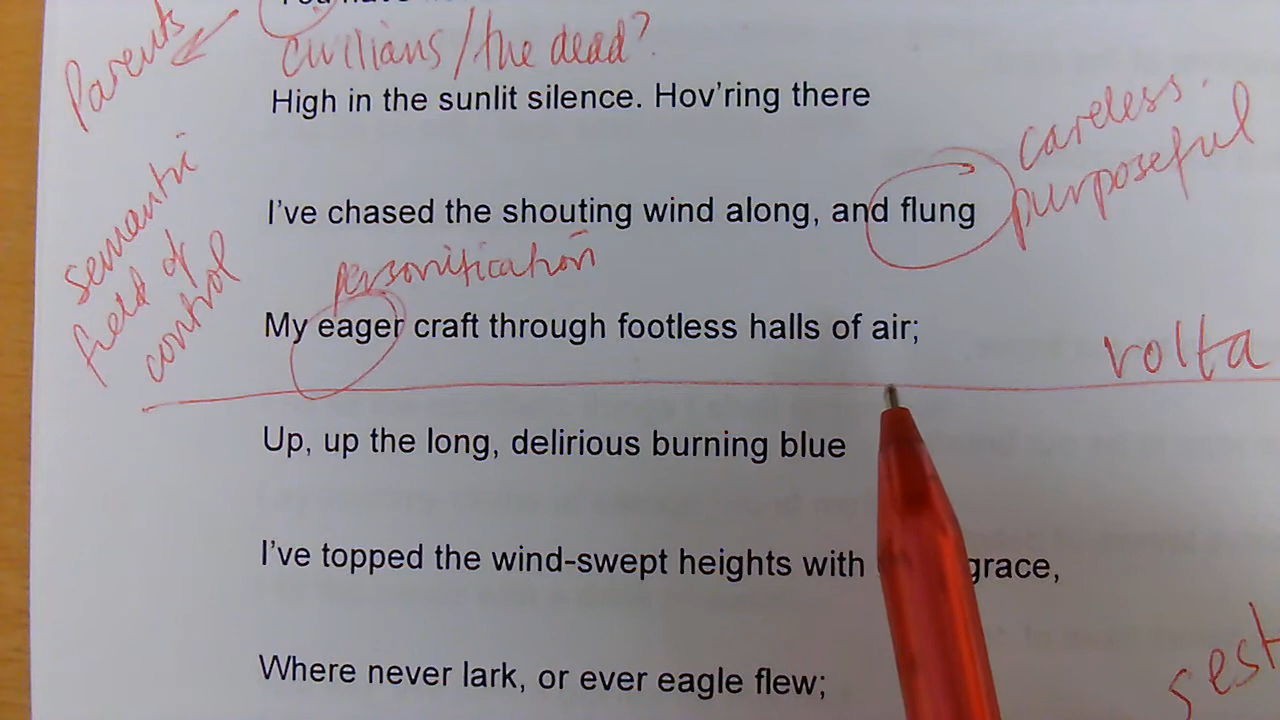 Parents
civilians/the dead?
High in the sunlit silence. Hov'ring there
careless
purposeful
semantic
field of
control
I've chased the shouting wind along, and flung
personification
My eager craft through footless halls of air;
volta
Up, up the long, delirious burning blue
I've topped the wind-swept heights with grace,
Where never lark, or ever eagle flew;
sest